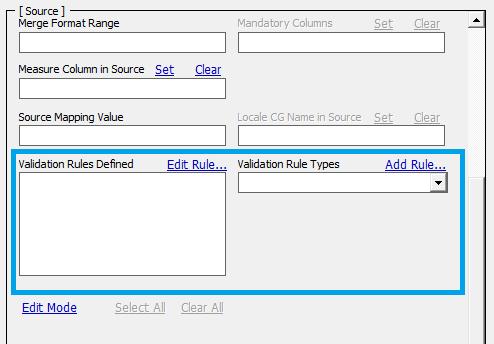 [ Source ]
Merge Format Range
Mandatory Columns Set Clear
Measure Column in Source Set Clear
Source Mapping Value
Locale CG Name in Source Set Clear
Validation Rules Defined Edit Rule...
Validation Rule Types Add Rule...
Edit Mode Select All Clear All